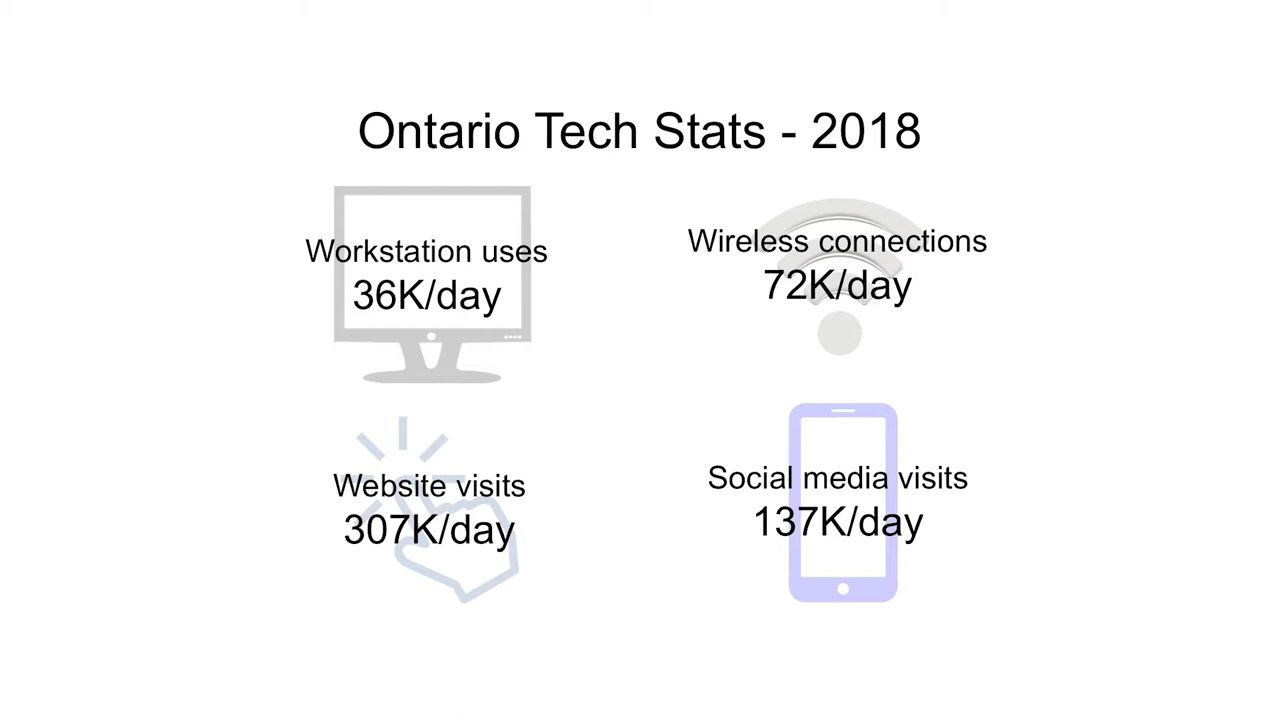 Ontario Tech Stats - 2018
Workstation uses
36K/day
Wireless connections
72K/day
Website visits
307K/day
Social media visits
137K/day